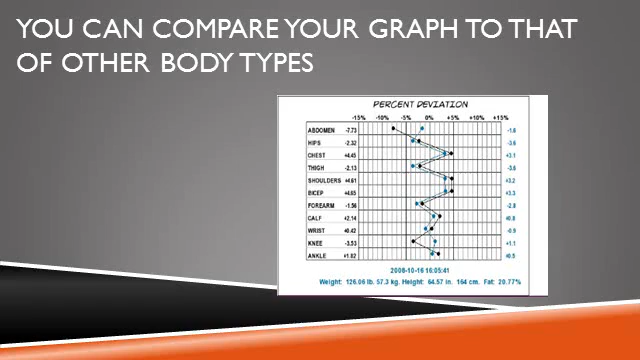 YOU CAN COMPARE YOUR GRAPH TO THAT
OF OTHER BODY TYPES
PERCENT DEVIATION
-15% -10% -5% 0% +5% +10% +15%
ABDOMEN -7.73 -1.8
HIPS -2.32 -3.6
CHEST +4.45 +3.1
THIGH -2.13 -3.6
SHOULDERS +4.61 +3.2
BICEP +4.65 +3.3
FOREARM -1.56 -2.8
CALF +2.14 +0.8
WRIST +0.42 -0.9
KNEE -3.53 +1.1
ANKLE +1.82 +0.5
2008-10-16 16:05:41
Weight: 126.06 lb. 57.3 kg. Height: 64.57 in. 164 cm. Fat: 20.77%